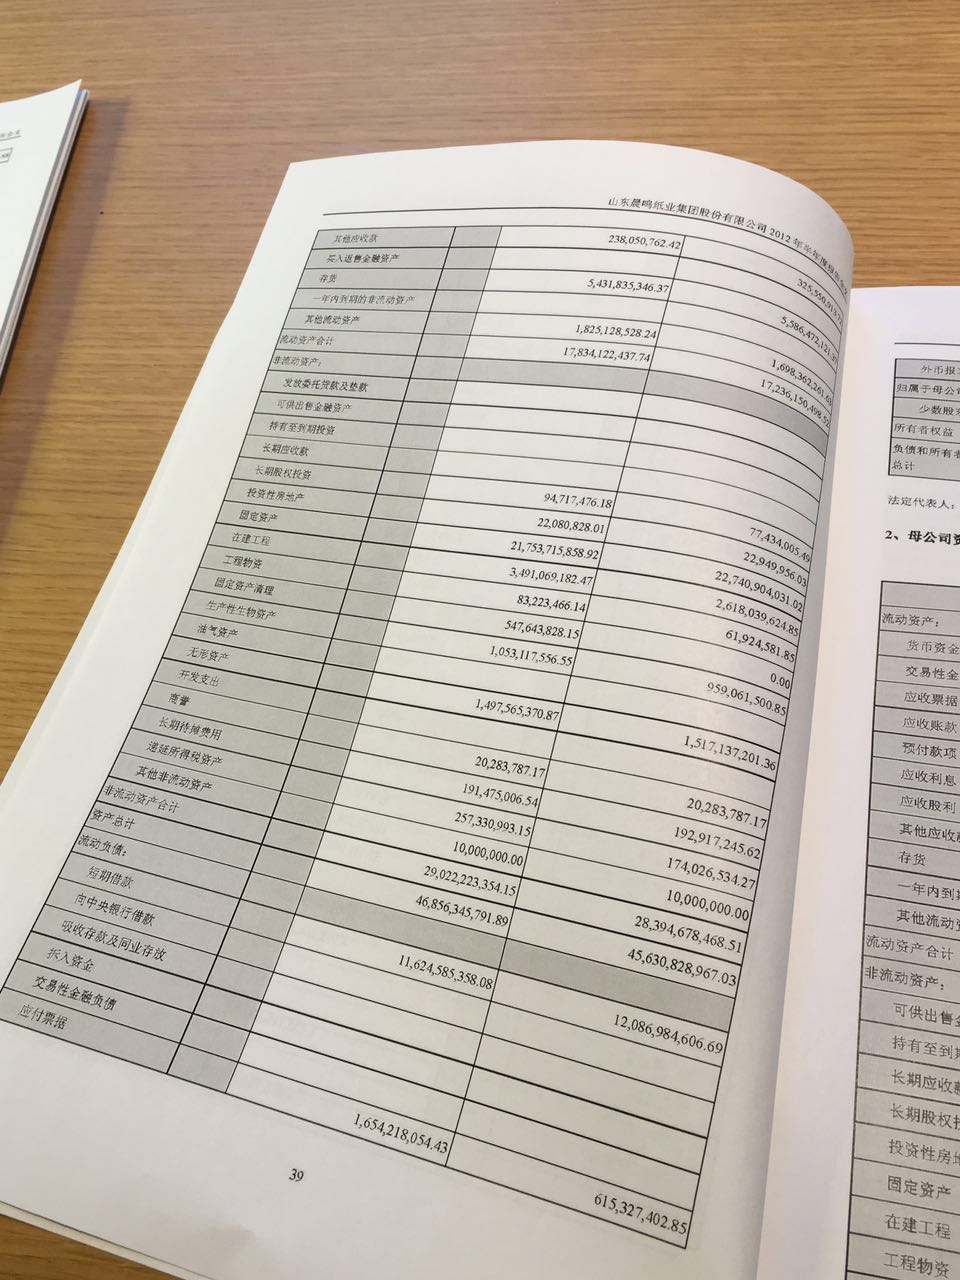 山东晨鸣纸业集团股份有限公司 2012 年半年度报告全文
其他应收款 238,050,762.42
买入返售金融资产
存货 5,431,835,346.37 5,586,472,121.37
一年内到期的非流动资产
其他流动资产 1,825,128,528.24 1,698,362,261.63
流动资产合计 17,834,122,437.74 17,236,150,498.52
非流动资产：
发放委托贷款及垫款
可供出售金融资产
持有至到期投资
长期应收款
长期股权投资 94,717,476.18 77,434,005.49
投资性房地产 22,080,828.01 22,949,956.03
固定资产 21,753,715,858.92 22,740,904,031.02
在建工程 3,491,069,182.47 2,618,039,624.85
工程物资 83,223,466.14 61,924,581.85
固定资产清理 547,643,828.15 0.00
生产性生物资产 1,053,117,556.55 959,061,500.85
油气资产
无形资产 1,497,565,370.87 1,517,137,201.36
开发支出
商誉 20,283,787.17 20,283,787.17
长期待摊费用 191,475,006.54 192,917,245.62
递延所得税资产 257,330,993.15 174,026,534.27
其他非流动资产 10,000,000.00 10,000,000.00
非流动资产合计 29,022,223,354.15 28,394,678,468.51
资产总计 46,856,345,791.89 45,630,828,967.03
流动负债：
短期借款 11,624,585,358.08 12,086,984,606.69
向中央银行借款
吸收存款及同业存放
拆入资金
交易性金融负债
应付票据 1,654,218,054.43 615,327,402.85
39
外币报
归属于母公
少数股
所有者权益
负债和所有者
总计
法定代表人：
2、母公司资
流动资产：
货币资金
交易性金
应收票据
应收账款
预付款项
应收利息
应收股利
其他应收
存货
一年内到
其他流动
流动资产合计
非流动资产：
可供出售
持有至到
长期应收
长期股权
投资性房
固定资产
在建工程
工程物资